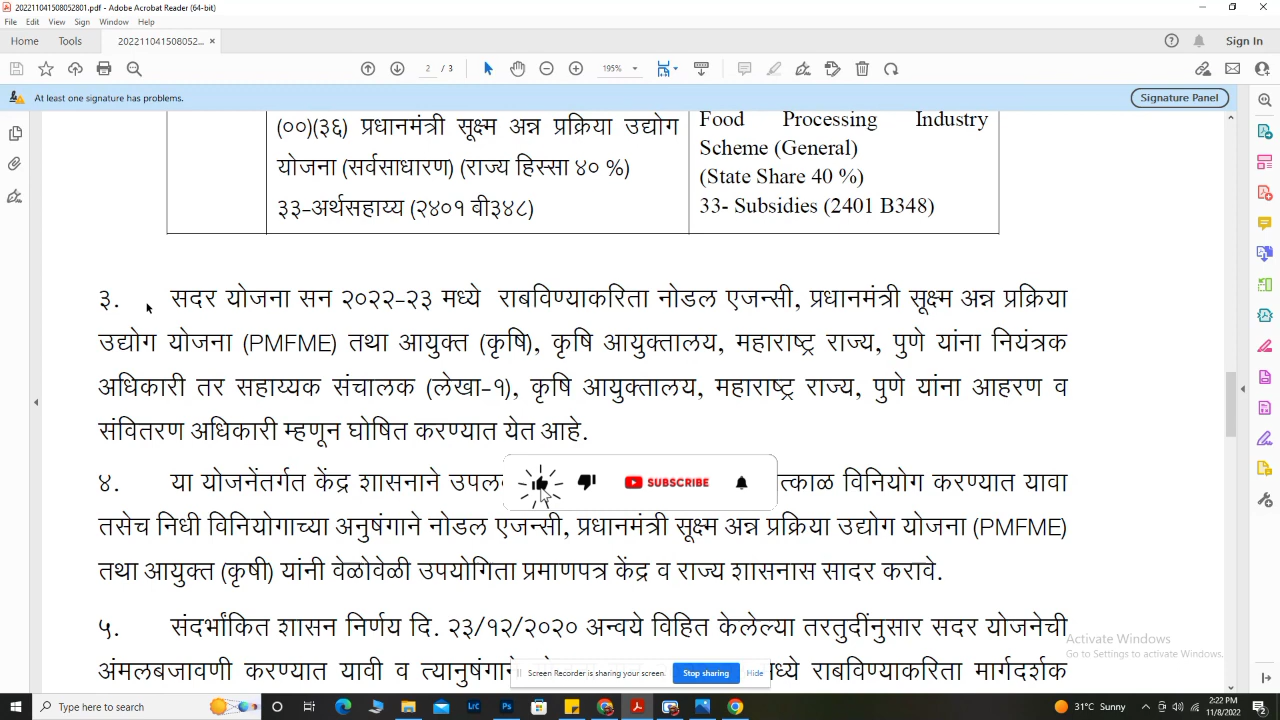 202211041508052801.pdf - Adobe Acrobat Reader (64-bit)
File Edit View Sign Window Help
Home Tools 202211041508052... × Sign In
2 / 3 195%
At least one signature has problems. Signature Panel
(००)(३६) प्रधानमंत्री सूक्ष्म अन्न प्रक्रिया उद्योग
योजना (सर्वसाधारण) (राज्य हिस्सा ४० %)
३३-अर्थसहाय्य (२४०१ वी३४८)
Food Processing Industry
Scheme (General)
(State Share 40 %)
33- Subsidies (2401 B348)
३. सदर योजना सन २०२२-२३ मध्ये राबविण्याकरिता नोडल एजन्सी, प्रधानमंत्री सूक्ष्म अन्न प्रक्रिया
उद्योग योजना (PMFME) तथा आयुक्त (कृषि), कृषि आयुक्तालय, महाराष्ट्र राज्य, पुणे यांना नियंत्रक
अधिकारी तर सहाय्यक संचालक (लेखा-१), कृषि आयुक्तालय, महाराष्ट्र राज्य, पुणे यांना आहरण व
संवितरण अधिकारी म्हणून घोषित करण्यात येत आहे.
४. या योजनेंतर्गत केंद्र शासनाने विनियोग करण्यात यावा
SUBSCRIBE
तसेच निधी विनियोगाच्या अनुषंगाने नोडल एजन्सी, प्रधानमंत्री सूक्ष्म अन्न प्रक्रिया उद्योग योजना (PMFME)
तथा आयुक्त (कृषी) यांनी वेळोवेळी उपयोगिता प्रमाणपत्र केंद्र व राज्य शासनास सादर करावे.
५. संदर्भांकित शासन निर्णय दि. २३/१२/२०२० अन्वये विहित केलेल्या तरतुदींनुसार सदर योजनेची
अंमलबजावणी करण्यात यावी व त्यानुषंगाने राबविण्याकरिता मार्गदर्शक
Activate Windows
Go to Settings to activate Windows.
Screen Recorder is sharing your screen. Stop sharing Hide
Type here to search
31°C Sunny
2:22 PM
11/8/2022